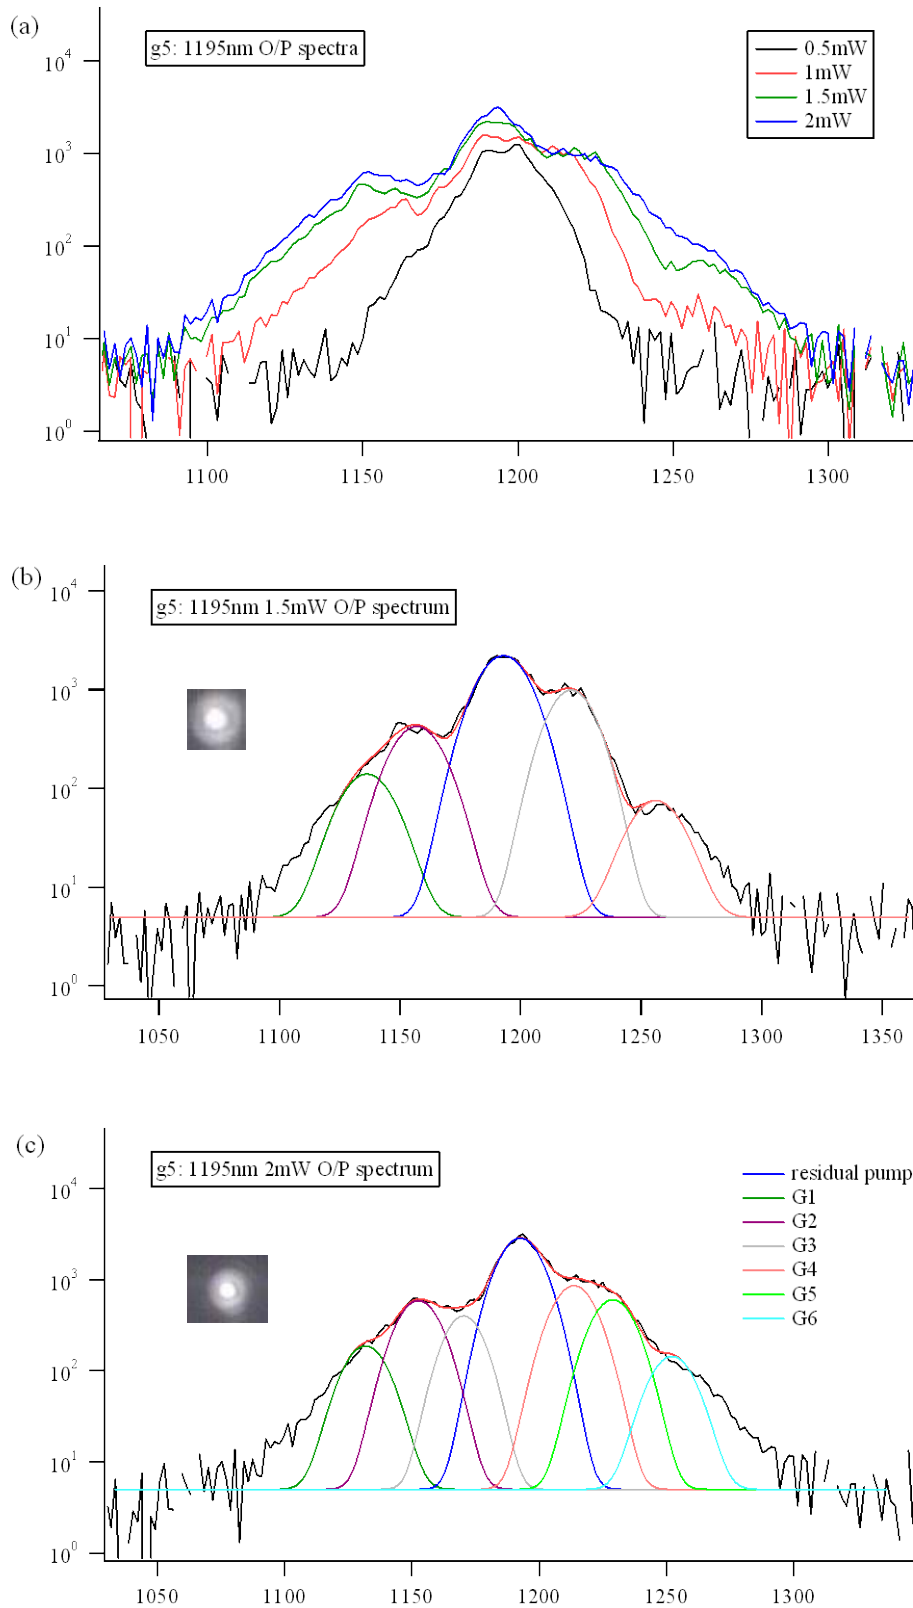 (a)
g5: 1195nm O/P spectra
0.5mW
1mW
1.5mW
2mW
10^4
10^3
10^2
10^1
10^0
1100 1150 1200 1250 1300
(b)
g5: 1195nm 1.5mW O/P spectrum
10^4
10^3
10^2
10^1
10^0
1050 1100 1150 1200 1250 1300 1350
(c)
g5: 1195nm 2mW O/P spectrum
residual pump
G1
G2
G3
G4
G5
G6
10^4
10^3
10^2
10^1
10^0
1050 1100 1150 1200 1250 1300